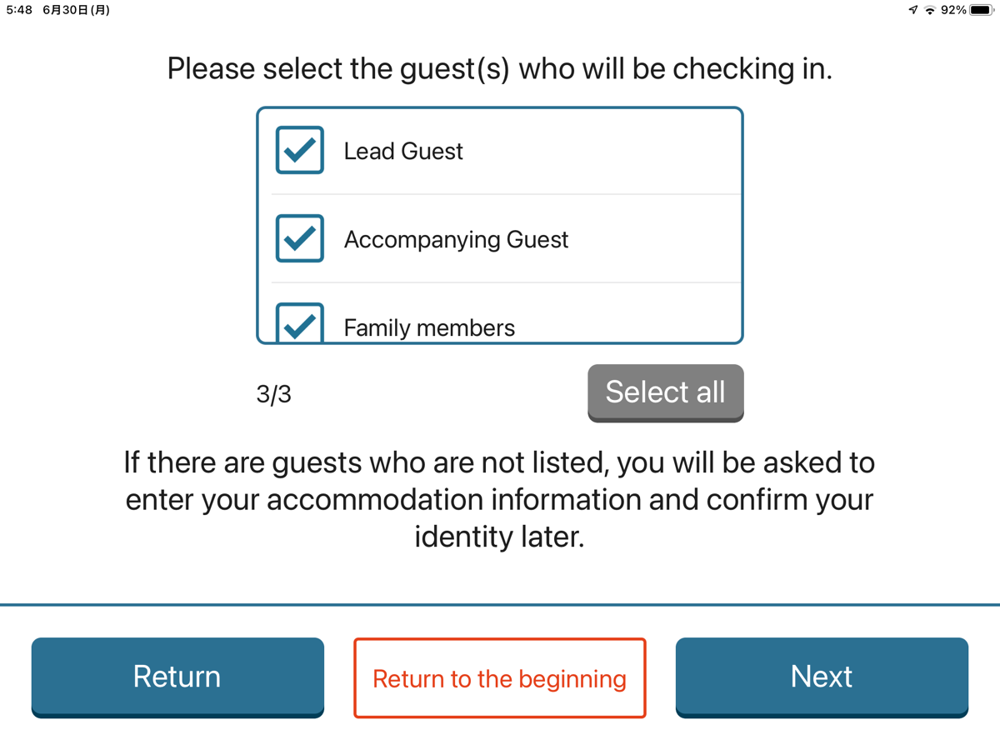 5:48 6月30日(月) 92%
Please select the guest(s) who will be checking in.
Lead Guest
Accompanying Guest
Family members
3/3
Select all
If there are guests who are not listed, you will be asked to
enter your accommodation information and confirm your
identity later.
Return
Return to the beginning
Next